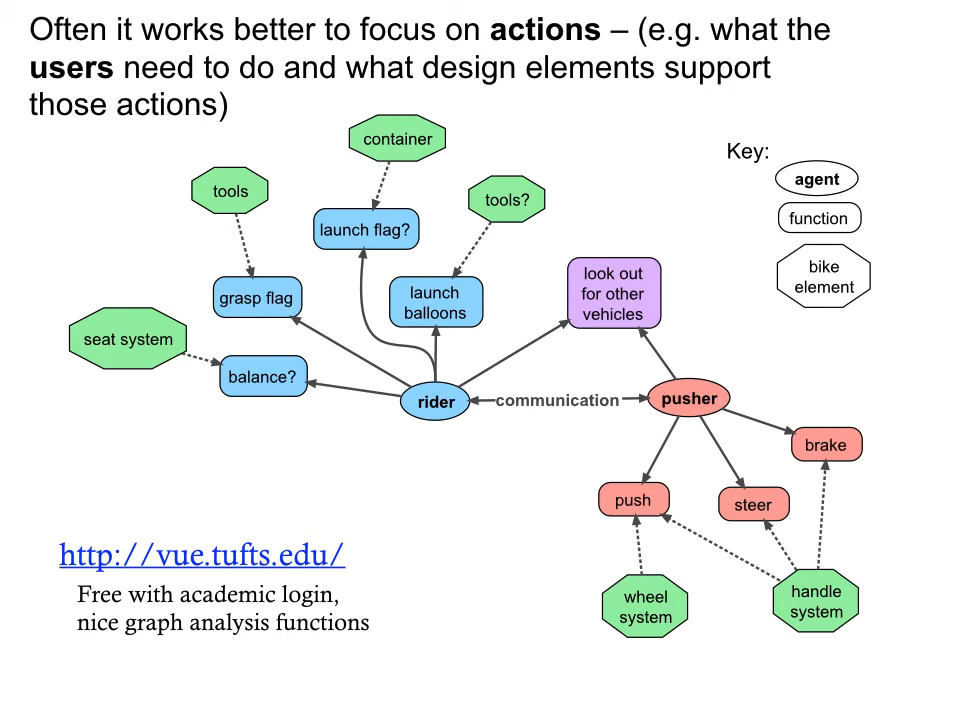 Often it works better to focus on actions – (e.g. what the
users need to do and what design elements support
those actions)
container
Key:
tools
tools?
agent
launch flag?
function
grasp flag
launch
balloons
look out
for other
vehicles
bike
element
seat system
balance?
rider
communication
pusher
brake
push
steer
http://vue.tufts.edu/
Free with academic login,
nice graph analysis functions
wheel
system
handle
system